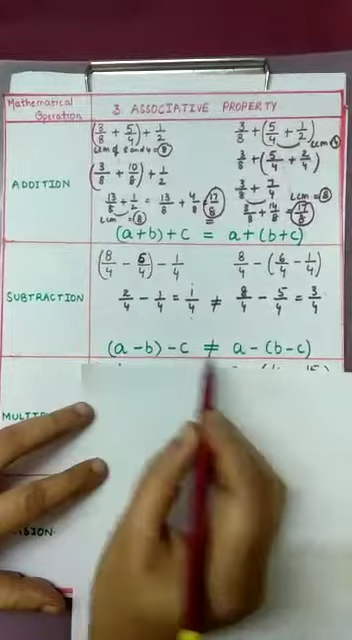 Mathematical Operation
3 ASSOCIATIVE PROPERTY
ADDITION
(3/8 + 5/4) + 1/2
LCM of 8 and 4 = 8
(3/8 + 10/8) + 1/2
13/8 + 1/2 = 13/8 + 4/8 = 17/8
LCM = 8
3/8 + (5/4 + 1/2)
LCM
3/8 + (5/4 + 2/4)
3/8 + 7/4
LCM = 8
3/8 + 14/8 = 17/8
(a+b)+c = a+(b+c)
SUBTRACTION
(8/4 - 6/4) - 1/4
8/4 - (6/4 - 1/4)
2/4 - 1/4 = 1/4 ≠ 8/4 - 5/4 = 3/4
(a-b)-c ≠ a-(b-c)